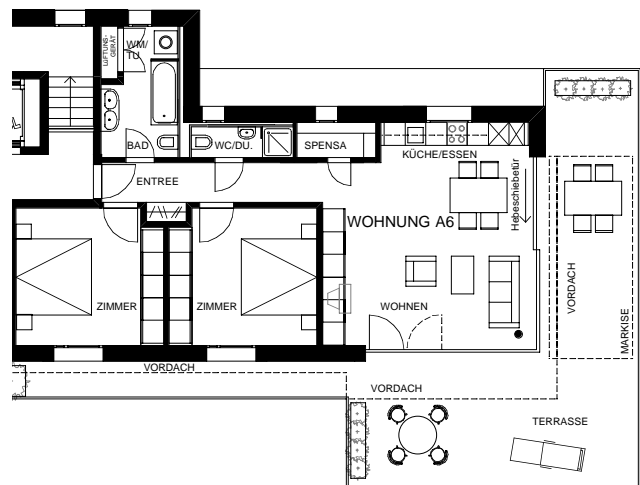 LÜFTUNGS-
GERÄT
WM/
TU
BAD
WC/DU.
SPENSA
KÜCHE/ESSEN
ENTREE
Hebeschiebetür
WOHNUNG A6
ZIMMER
ZIMMER
WOHNEN
VORDACH
MARKISE
VORDACH
VORDACH
TERRASSE